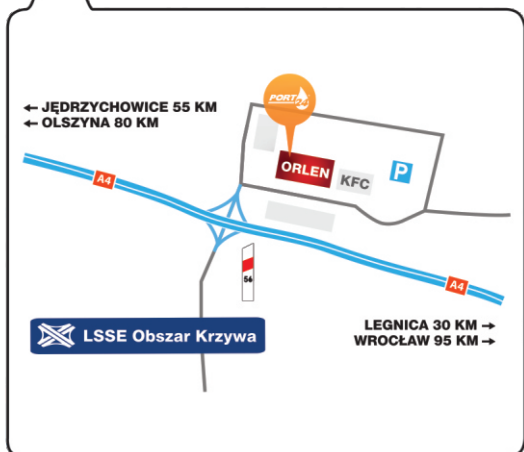 PORT 24
← JĘDRZYCHOWICE 55 KM
← OLSZYNA 80 KM
ORLEN
KFC
P
A4
56
A4
LSSE Obszar Krzywa
LEGNICA 30 KM →
WROCŁAW 95 KM →